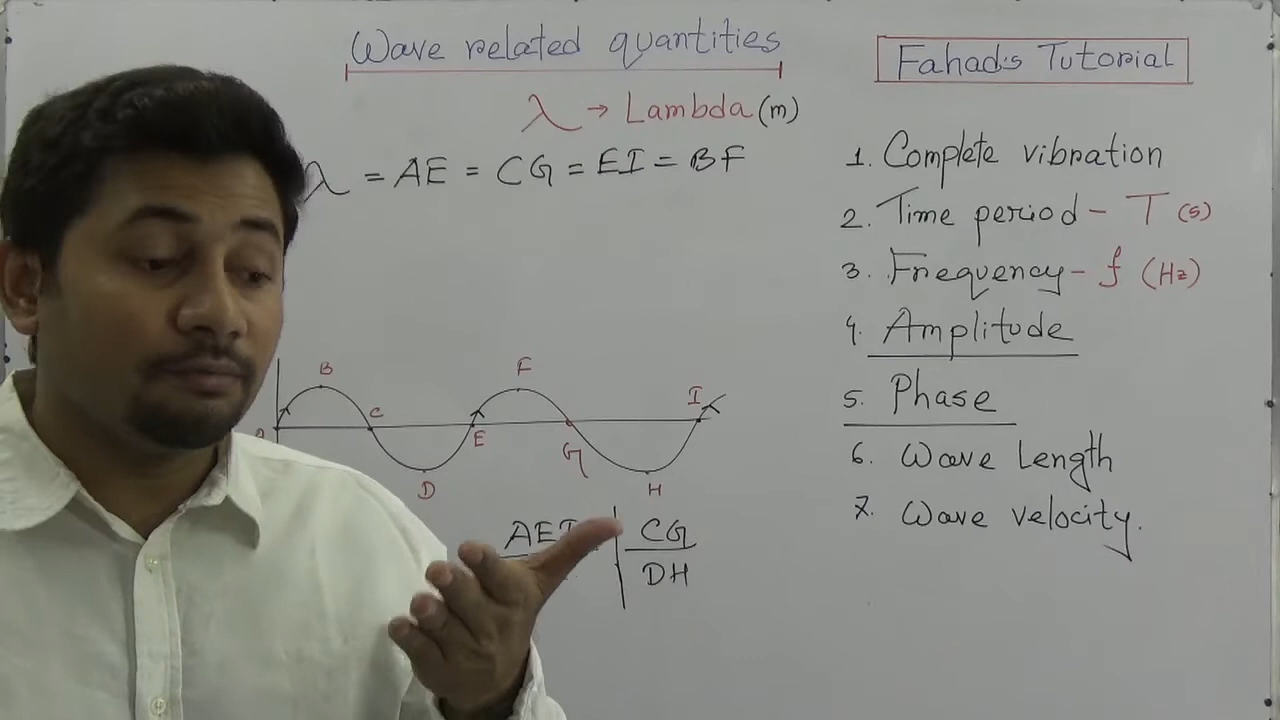 Wave related quantities
Fahad's Tutorial
λ → Lambda (m)
λ = AE = CG = EI = BF
1. Complete vibration
2. Time period - T (s)
3. Frequency - f (Hz)
4. Amplitude
5. Phase
6. Wave Length
7. Wave velocity.
B
F
C
I
E
G
D
H
CG
DH